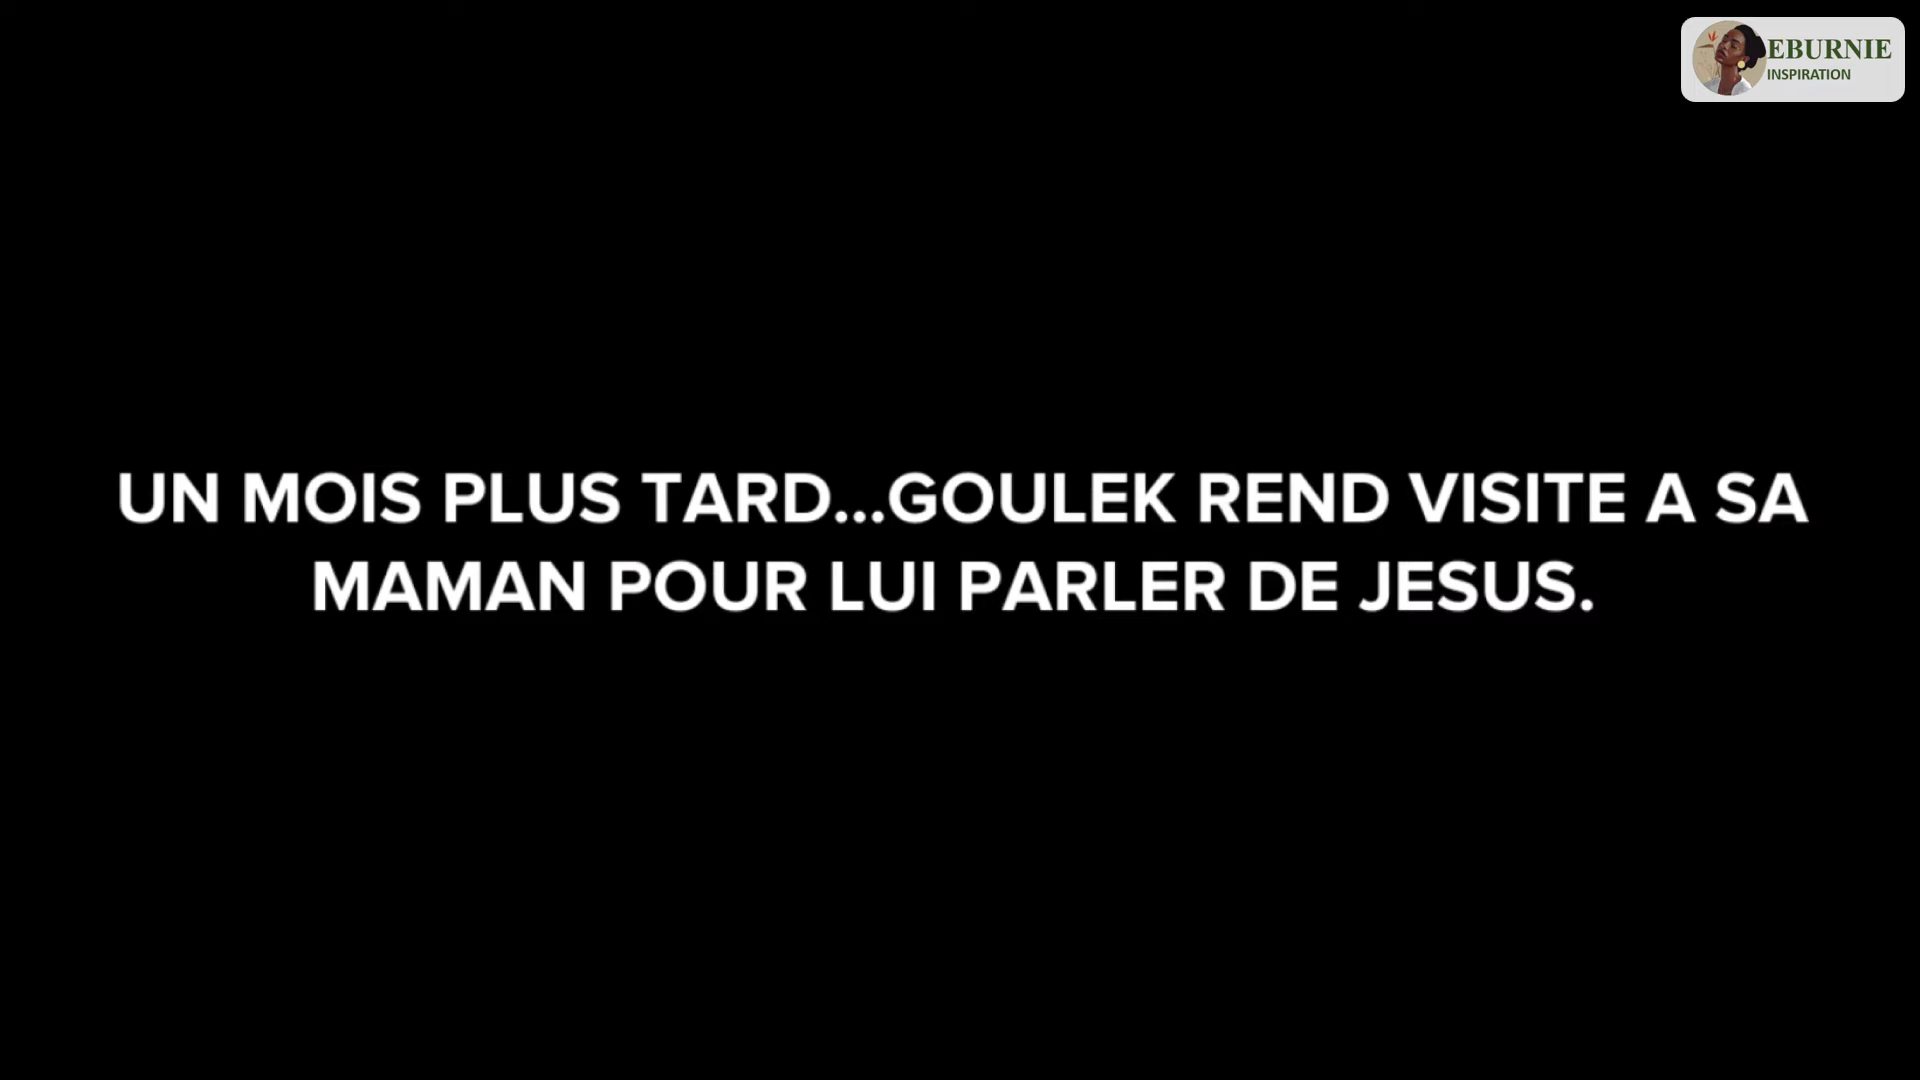 EBURNIE
INSPIRATION
UN MOIS PLUS TARD...GOULEK REND VISITE A SA
MAMAN POUR LUI PARLER DE JESUS.